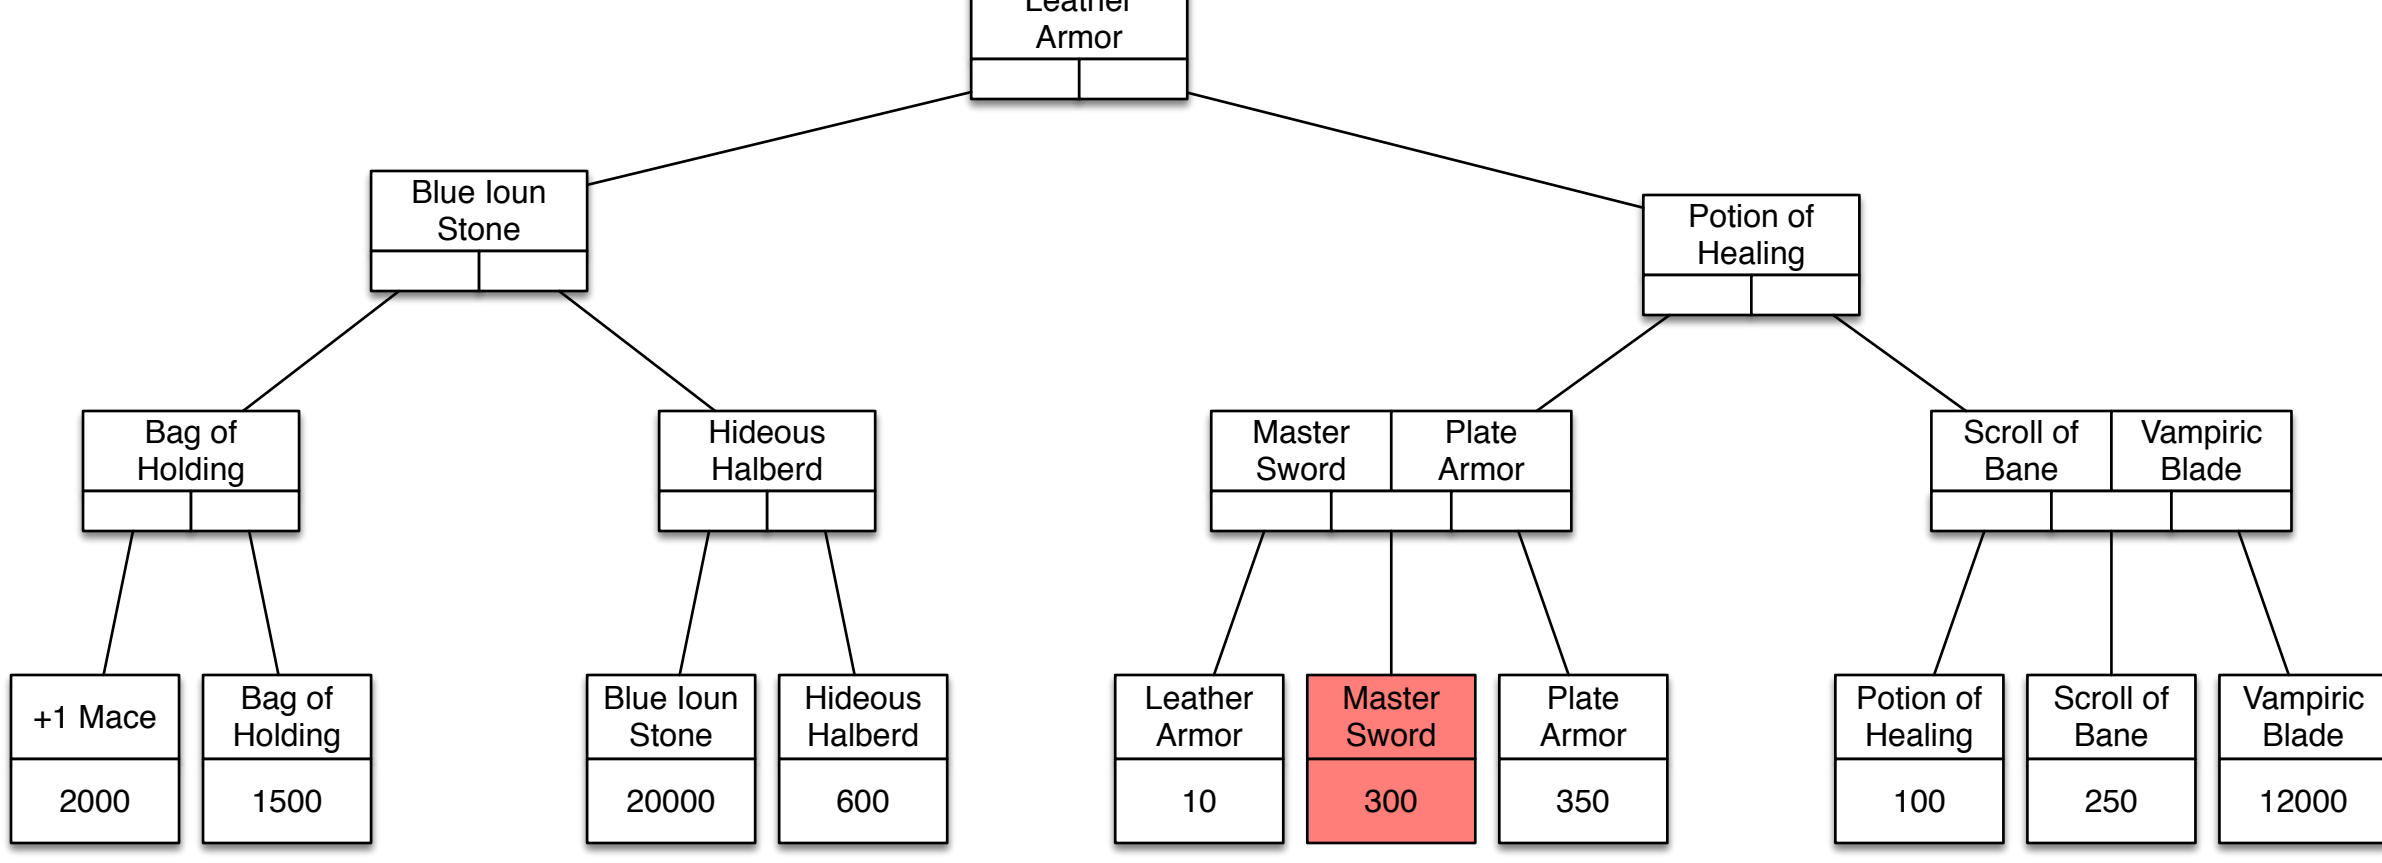 Leather
Armor
Blue Ioun
Stone
Potion of
Healing
Bag of
Holding
Hideous
Halberd
Master
Sword
Plate
Armor
Scroll of
Bane
Vampiric
Blade
+1 Mace
2000
Bag of
Holding
1500
Blue Ioun
Stone
20000
Hideous
Halberd
600
Leather
Armor
10
Master
Sword
300
Plate
Armor
350
Potion of
Healing
100
Scroll of
Bane
250
Vampiric
Blade
12000